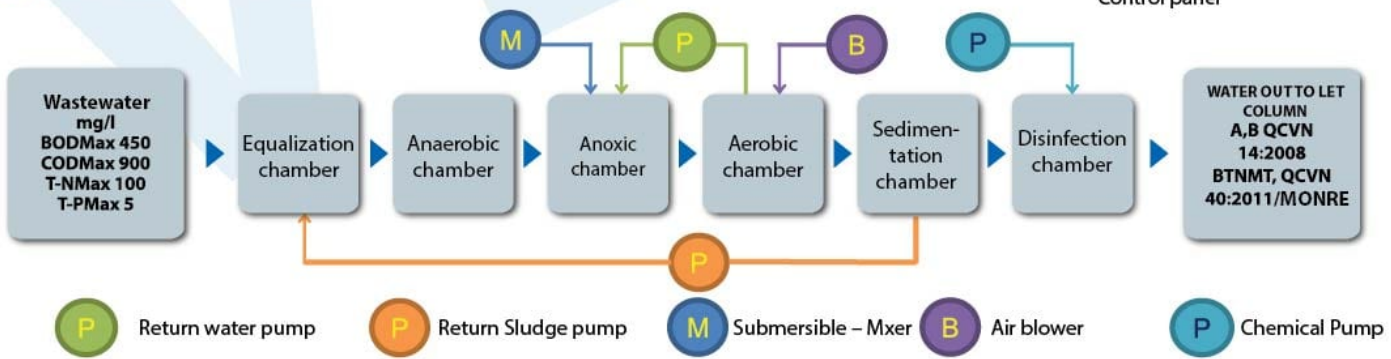 Control panel
M
P
B
P
Wastewater
mg/l
BODMax 450
CODMax 900
T-NMax 100
T-PMax 5
Equalization
chamber
Anaerobic
chamber
Anoxic
chamber
Aerobic
chamber
Sedimen-
tation
chamber
Disinfection
chamber
WATER OUT TO LET
COLUMN
A,B QCVN
14:2008
BTNMT, QCVN
40:2011/MONRE
P
P Return water pump
P Return Sludge pump
M Submersible – Mxer
B Air blower
P Chemical Pump